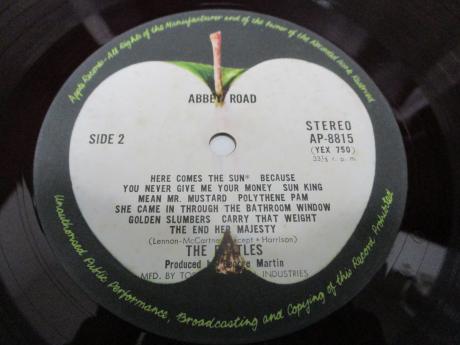 Apple Records - All Rights of the Manufacturer and of the Owner of the Recorded Work Reserved
ABBEY ROAD
SIDE 2
STEREO
AP-8815
(YEX 750)
33⅓ r. p. m
HERE COMES THE SUN* BECAUSE
YOU NEVER GIVE ME YOUR MONEY SUN KING
MEAN MR. MUSTARD POLYTHENE PAM
SHE CAME IN THROUGH THE BATHROOM WINDOW
GOLDEN SLUMBERS CARRY THAT WEIGHT
THE END HER MAJESTY
(Lennon-McCartney except * Harrison)
THE BEATLES
Produced by George Martin
MFD. BY INDUSTRIES
Unauthorized Public Performance, Broadcasting and Copying of this Record Prohibited